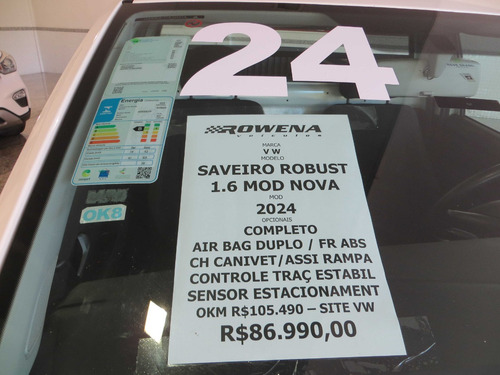 24
Energia
ROWENA
veículos
MARCA
VW
MODELO
SAVEIRO ROBUST
1.6 MOD NOVA
MOD
2024
OPCIONAIS
COMPLETO
AIR BAG DUPLO / FR ABS
CH CANIVET/ASSI RAMPA
CONTROLE TRAÇ ESTABIL
SENSOR ESTACIONAMENT
OKM R$105.490 – SITE VW
R$86.990,00
OK8